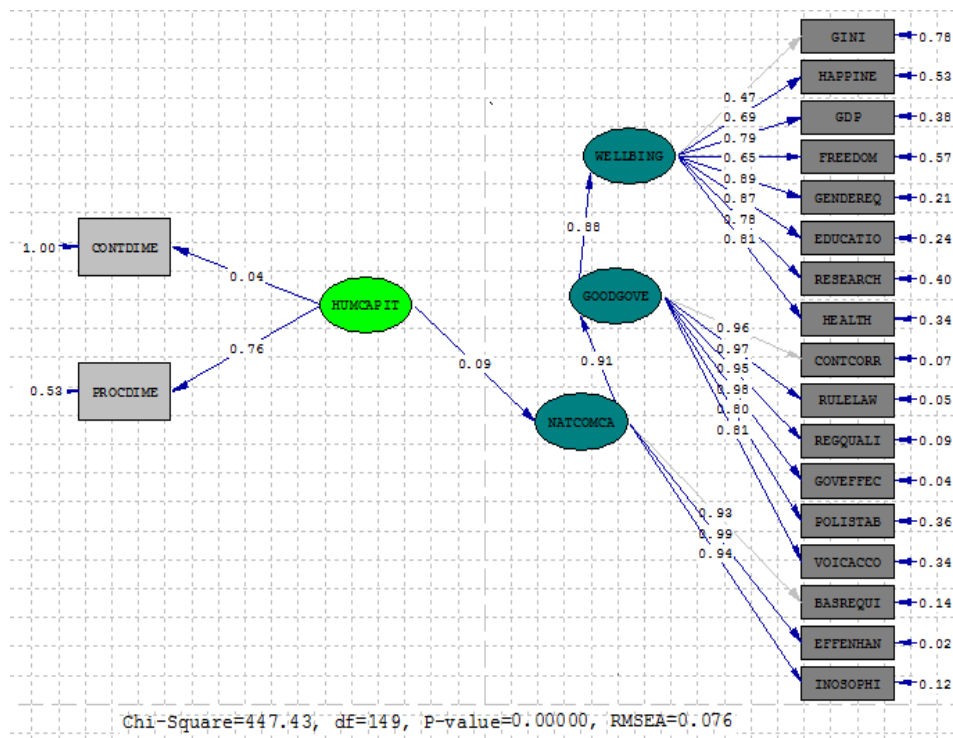 GINI
0.78
HAPPINE
0.53
0.47
0.69
GDP
0.38
0.79
WELLBING
0.65
FREEDOM
0.57
0.89
GENDEREQ
0.21
0.87
0.78
0.88
0.81
EDUCATIO
0.24
1.00
CONTDIME
0.04
RESEARCH
0.40
HUMCAPIT
GOODGOVE
HEALTH
0.34
0.96
0.97
CONTCORR
0.07
0.76
0.09
0.91
0.95
0.98
0.53
PROCDIME
0.80
RULELAW
0.05
0.81
NATCOMCA
REGQUALI
0.09
GOVEFFEC
0.04
0.93
POLISTAB
0.36
0.99
0.94
VOICACCO
0.34
BASREQUI
0.14
EFFENHAN
0.02
INOSOPHI
0.12
Chi-Square=447.43, df=149, P-value=0.00000, RMSEA=0.076